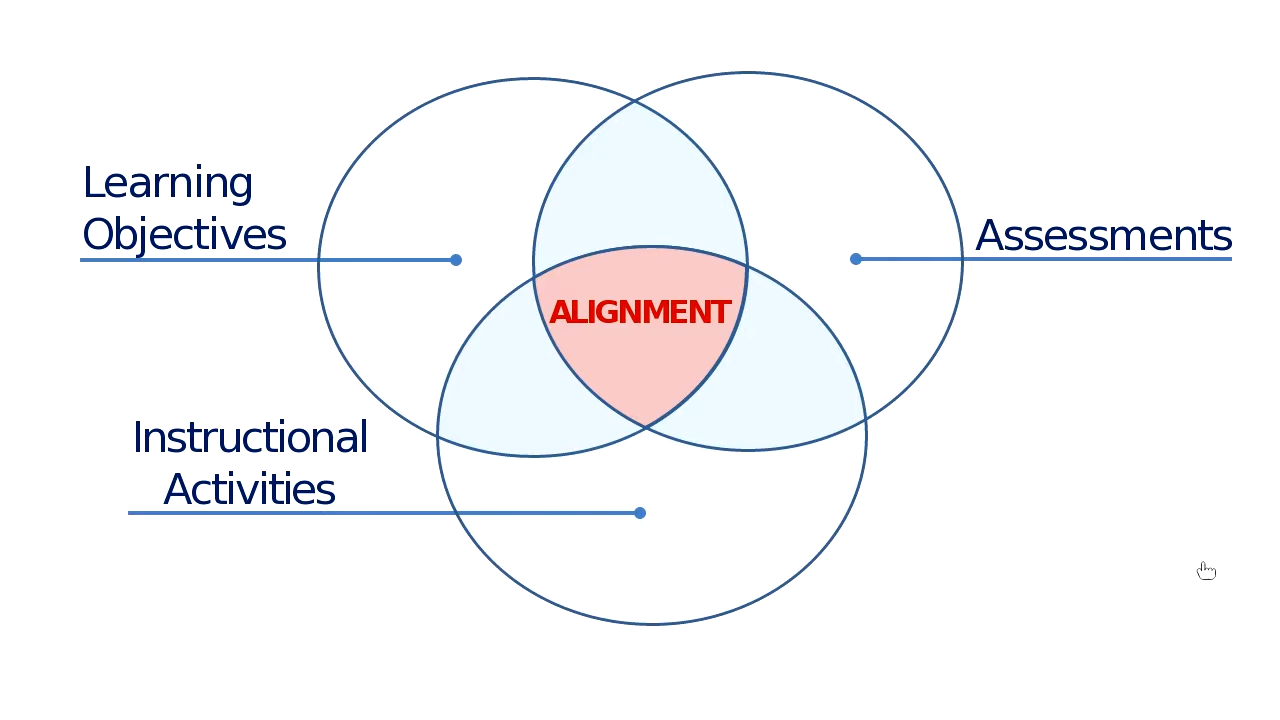 Learning
Objectives
Assessments
ALIGNMENT
Instructional
Activities